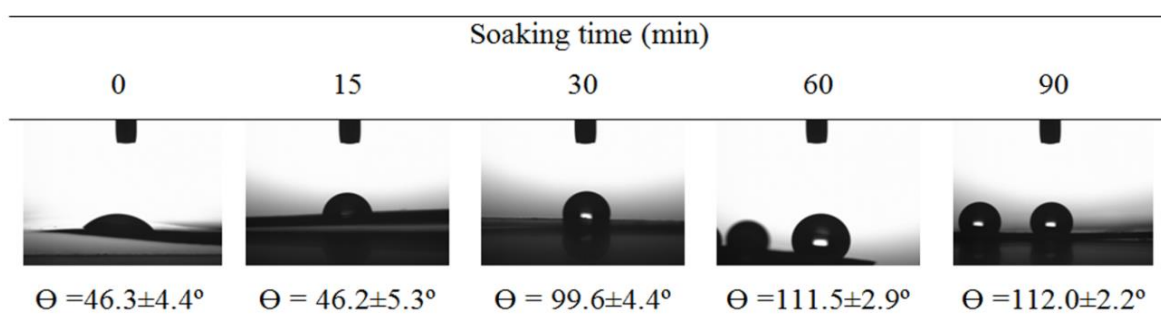 Soaking time (min)
0 15 30 60 90
Ɵ =46.3±4.4º Ɵ = 46.2±5.3º Ɵ = 99.6±4.4º Ɵ =111.5±2.9º Ɵ =112.0±2.2º